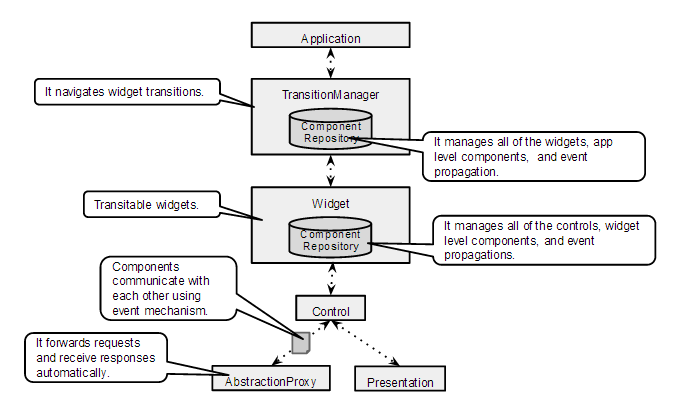 Application
It navigates widget transitions.
TransitionManager
Component
Repository
It manages all of the widgets, app
level components, and event
propagation.
Transitable widgets.
Widget
Component
Repository
It manages all of the controls, widget
level components, and event
propagations.
Components
communicate with
each other using
event mechanism.
Control
It forwards requests
and receive responses
automatically.
AbstractionProxy
Presentation